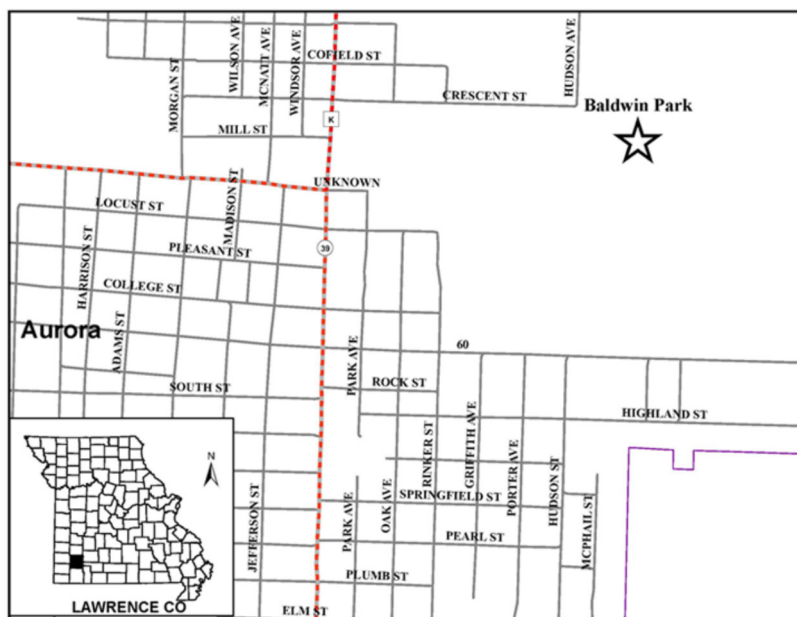 HUDSON AVE
WILSON AVE
MCNATT AVE
WINDSOR AVE
COFIELD ST
MORGAN ST
CRESCENT ST
Baldwin Park
K
MILL ST
UNKNOWN
MADISON ST
LOCUST ST
PLEASANT ST
39
HARRISON ST
COLLEGE ST
Aurora
ADAMS ST
PARK AVE
60
SOUTH ST
ROCK ST
HIGHLAND ST
RINKER ST
GRIFFITH AVE
PORTER AVE
HUDSON ST
N
JEFFERSON ST
PARK AVE
OAK AVE
SPRINGFIELD ST
MCPHAIL ST
PEARL ST
PLUMB ST
LAWRENCE CO
ELM ST